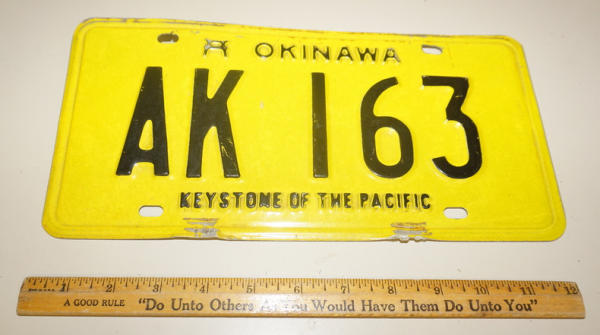 OKINAWA
AK 163
KEYSTONE OF THE PACIFIC
1 2 3 4 5 6 7 8 9 10 11 12
A GOOD RULE "Do Unto Others As You Would Have Them Do Unto You"